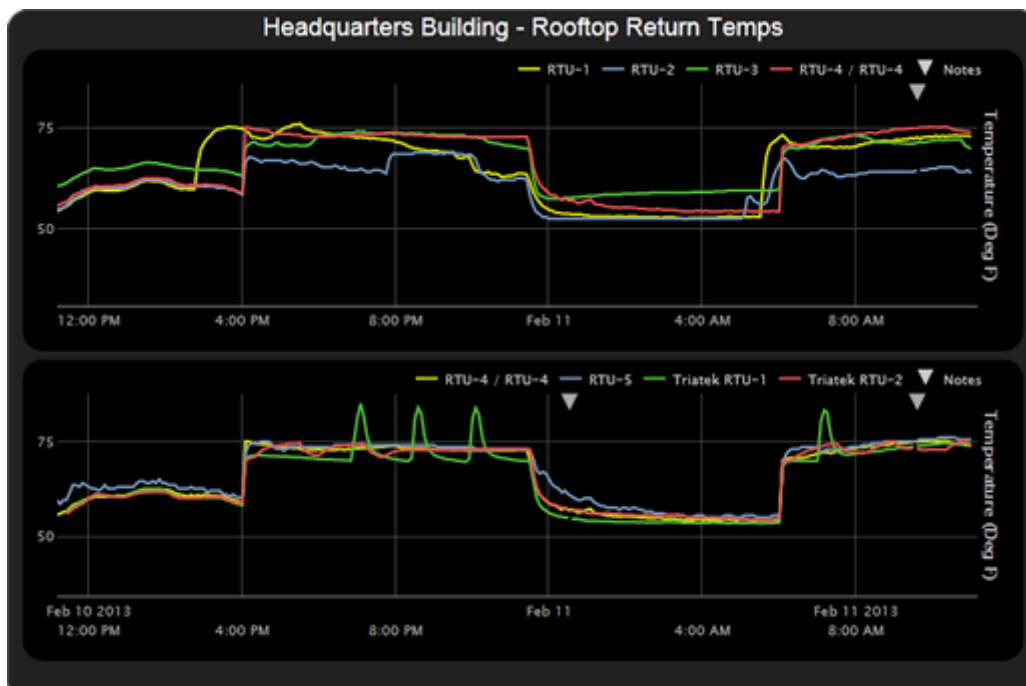 Headquarters Building - Rooftop Return Temps
RTU-1 RTU-2 RTU-3 RTU-4 / RTU-4 Notes
75
50
Temperature (Deg F)
12:00 PM 4:00 PM 8:00 PM Feb 11 4:00 AM 8:00 AM
RTU-4 / RTU-4 RTU-5 Triatek RTU-1 Triatek RTU-2 Notes
75
50
Temperature (Deg F)
Feb 10 2013 Feb 11 Feb 11 2013
12:00 PM 4:00 PM 8:00 PM 4:00 AM 8:00 AM